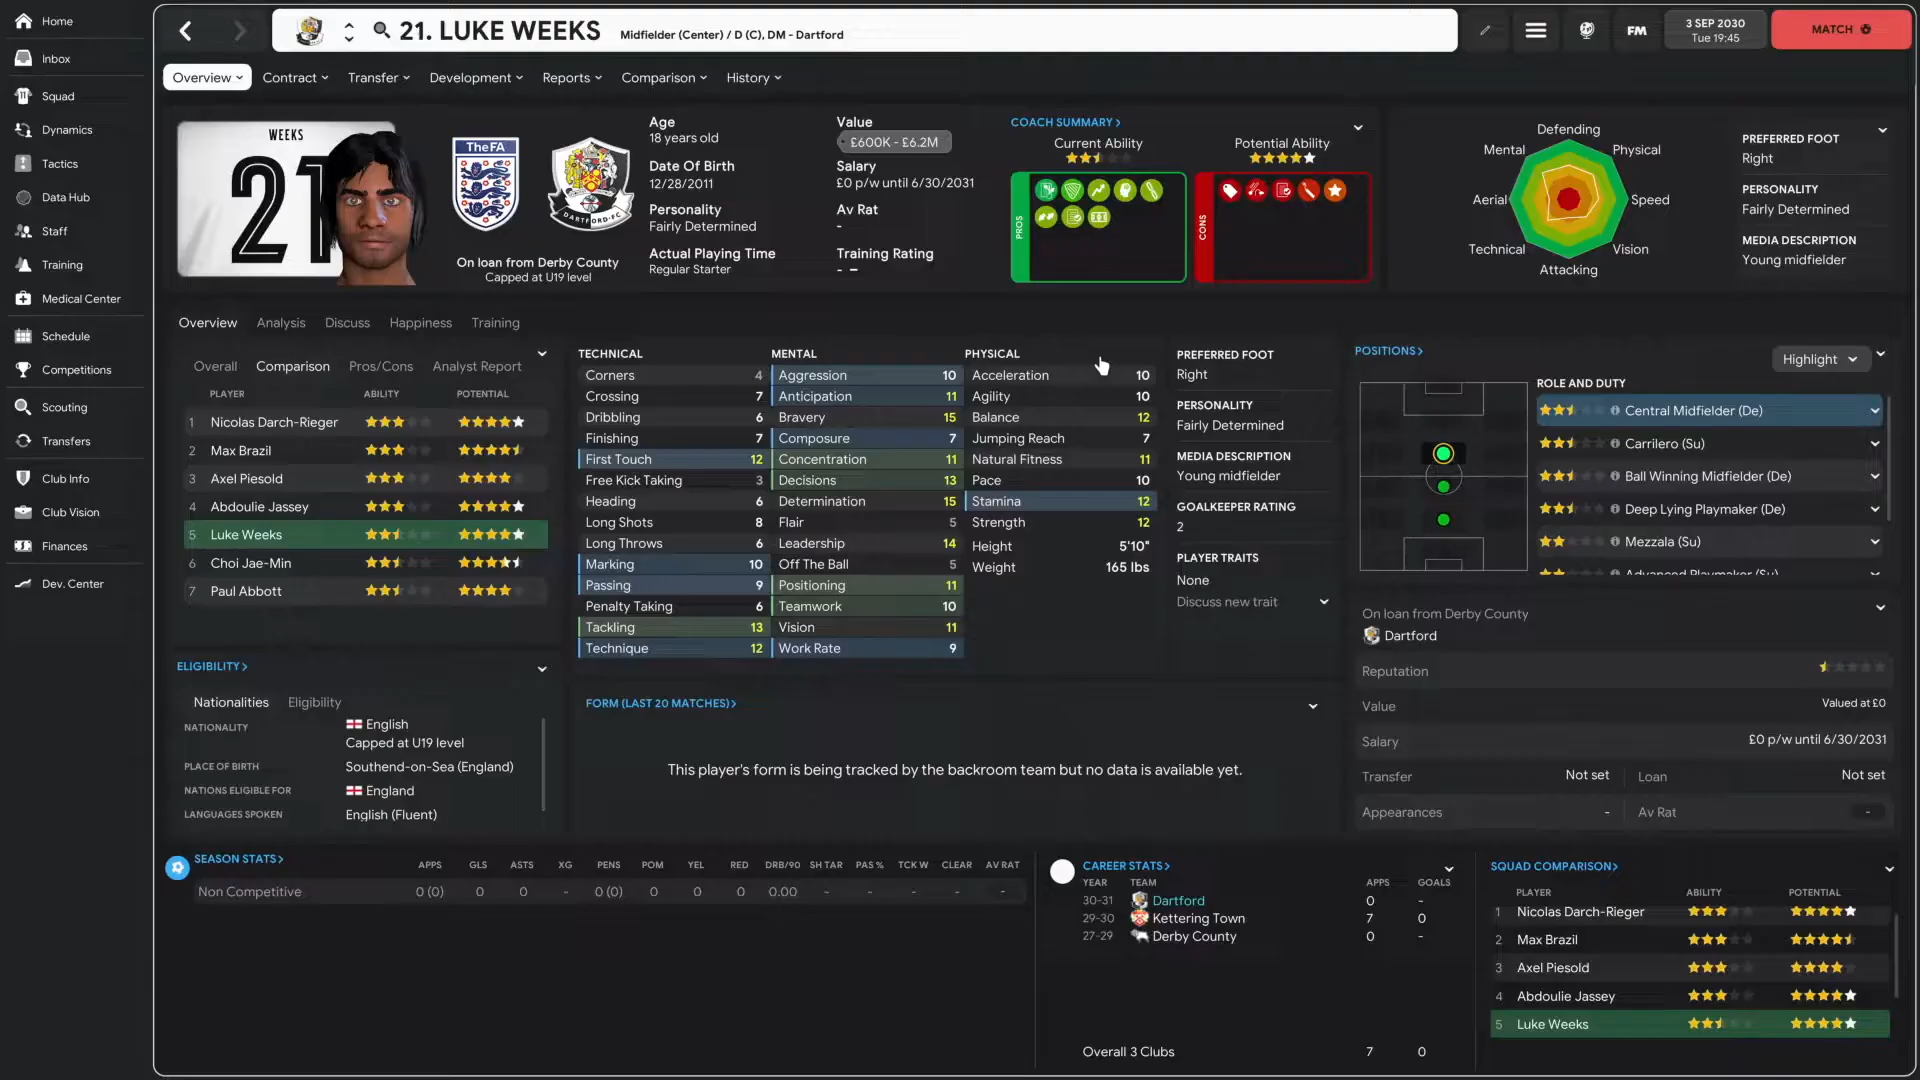 Home
Inbox
Squad
Dynamics
Tactics
Data Hub
Staff
Training
Medical Center
Schedule
Competitions
Scouting
Transfers
Club Info
Club Vision
Finances
Dev. Center
21. LUKE WEEKS Midfielder (Center) / D (C), DM - Dartford
FM
3 SEP 2030
Tue 19:45
MATCH
Overview Contract Transfer Development Reports Comparison History
WEEKS
21
The FA
DARTFORD FC
On loan from Derby County
Capped at U19 level
Age
18 years old
Date Of Birth
12/28/2011
Personality
Fairly Determined
Actual Playing Time
Regular Starter
Value
£600K - £6.2M
Salary
£0 p/w until 6/30/2031
Av Rat
-
Training Rating
- -
COACH SUMMARY >
Current Ability
Potential Ability
PROS
CONS
Defending
Physical
Speed
Vision
Attacking
Technical
Aerial
Mental
PREFERRED FOOT
Right
PERSONALITY
Fairly Determined
MEDIA DESCRIPTION
Young midfielder
Overview Analysis Discuss Happiness Training
Overall Comparison Pros/Cons Analyst Report
PLAYER ABILITY POTENTIAL
1 Nicolas Darch-Rieger
2 Max Brazil
3 Axel Piesold
4 Abdoulie Jassey
5 Luke Weeks
6 Choi Jae-Min
7 Paul Abbott
ELIGIBILITY >
Nationalities Eligibility
NATIONALITY English
Capped at U19 level
PLACE OF BIRTH Southend-on-Sea (England)
NATIONS ELIGIBLE FOR England
LANGUAGES SPOKEN English (Fluent)
TECHNICAL
Corners 4
Crossing 7
Dribbling 6
Finishing 7
First Touch 12
Free Kick Taking 3
Heading 6
Long Shots 8
Long Throws 6
Marking 10
Passing 9
Penalty Taking 6
Tackling 13
Technique 12
MENTAL
Aggression 10
Anticipation 11
Bravery 15
Composure 7
Concentration 11
Decisions 13
Determination 15
Flair 5
Leadership 14
Off The Ball 5
Positioning 11
Teamwork 10
Vision 11
Work Rate 9
PHYSICAL
Acceleration 10
Agility 10
Balance 12
Jumping Reach 7
Natural Fitness 11
Pace 10
Stamina 12
Strength 12
Height 5'10"
Weight 165 lbs
PREFERRED FOOT
Right
PERSONALITY
Fairly Determined
MEDIA DESCRIPTION
Young midfielder
GOALKEEPER RATING
2
PLAYER TRAITS
None
Discuss new trait
POSITIONS >
Highlight
ROLE AND DUTY
Central Midfielder (De)
Carrilero (Su)
Ball Winning Midfielder (De)
Deep Lying Playmaker (De)
Mezzala (Su)
Advanced Playmaker (Su)
On loan from Derby County
Dartford
Reputation
Value Valued at £0
Salary £0 p/w until 6/30/2031
Transfer Not set Loan Not set
Appearances - Av Rat -
FORM (LAST 20 MATCHES) >
This player's form is being tracked by the backroom team but no data is available yet.
SEASON STATS > APPS GLS ASTS XG PENS POM YEL RED DRB/90 SH TAR PAS % TCK W CLEAR AV RAT
Non Competitive 0 (0) 0 0 - 0 (0) 0 0 0 0.00 - - - - -
CAREER STATS >
YEAR TEAM APPS GOALS
30-31 Dartford 0 -
29-30 Kettering Town 7 0
27-29 Derby County 0 -
Overall 3 Clubs 7 0
SQUAD COMPARISON >
PLAYER ABILITY POTENTIAL
1 Nicolas Darch-Rieger
2 Max Brazil
3 Axel Piesold
4 Abdoulie Jassey
5 Luke Weeks